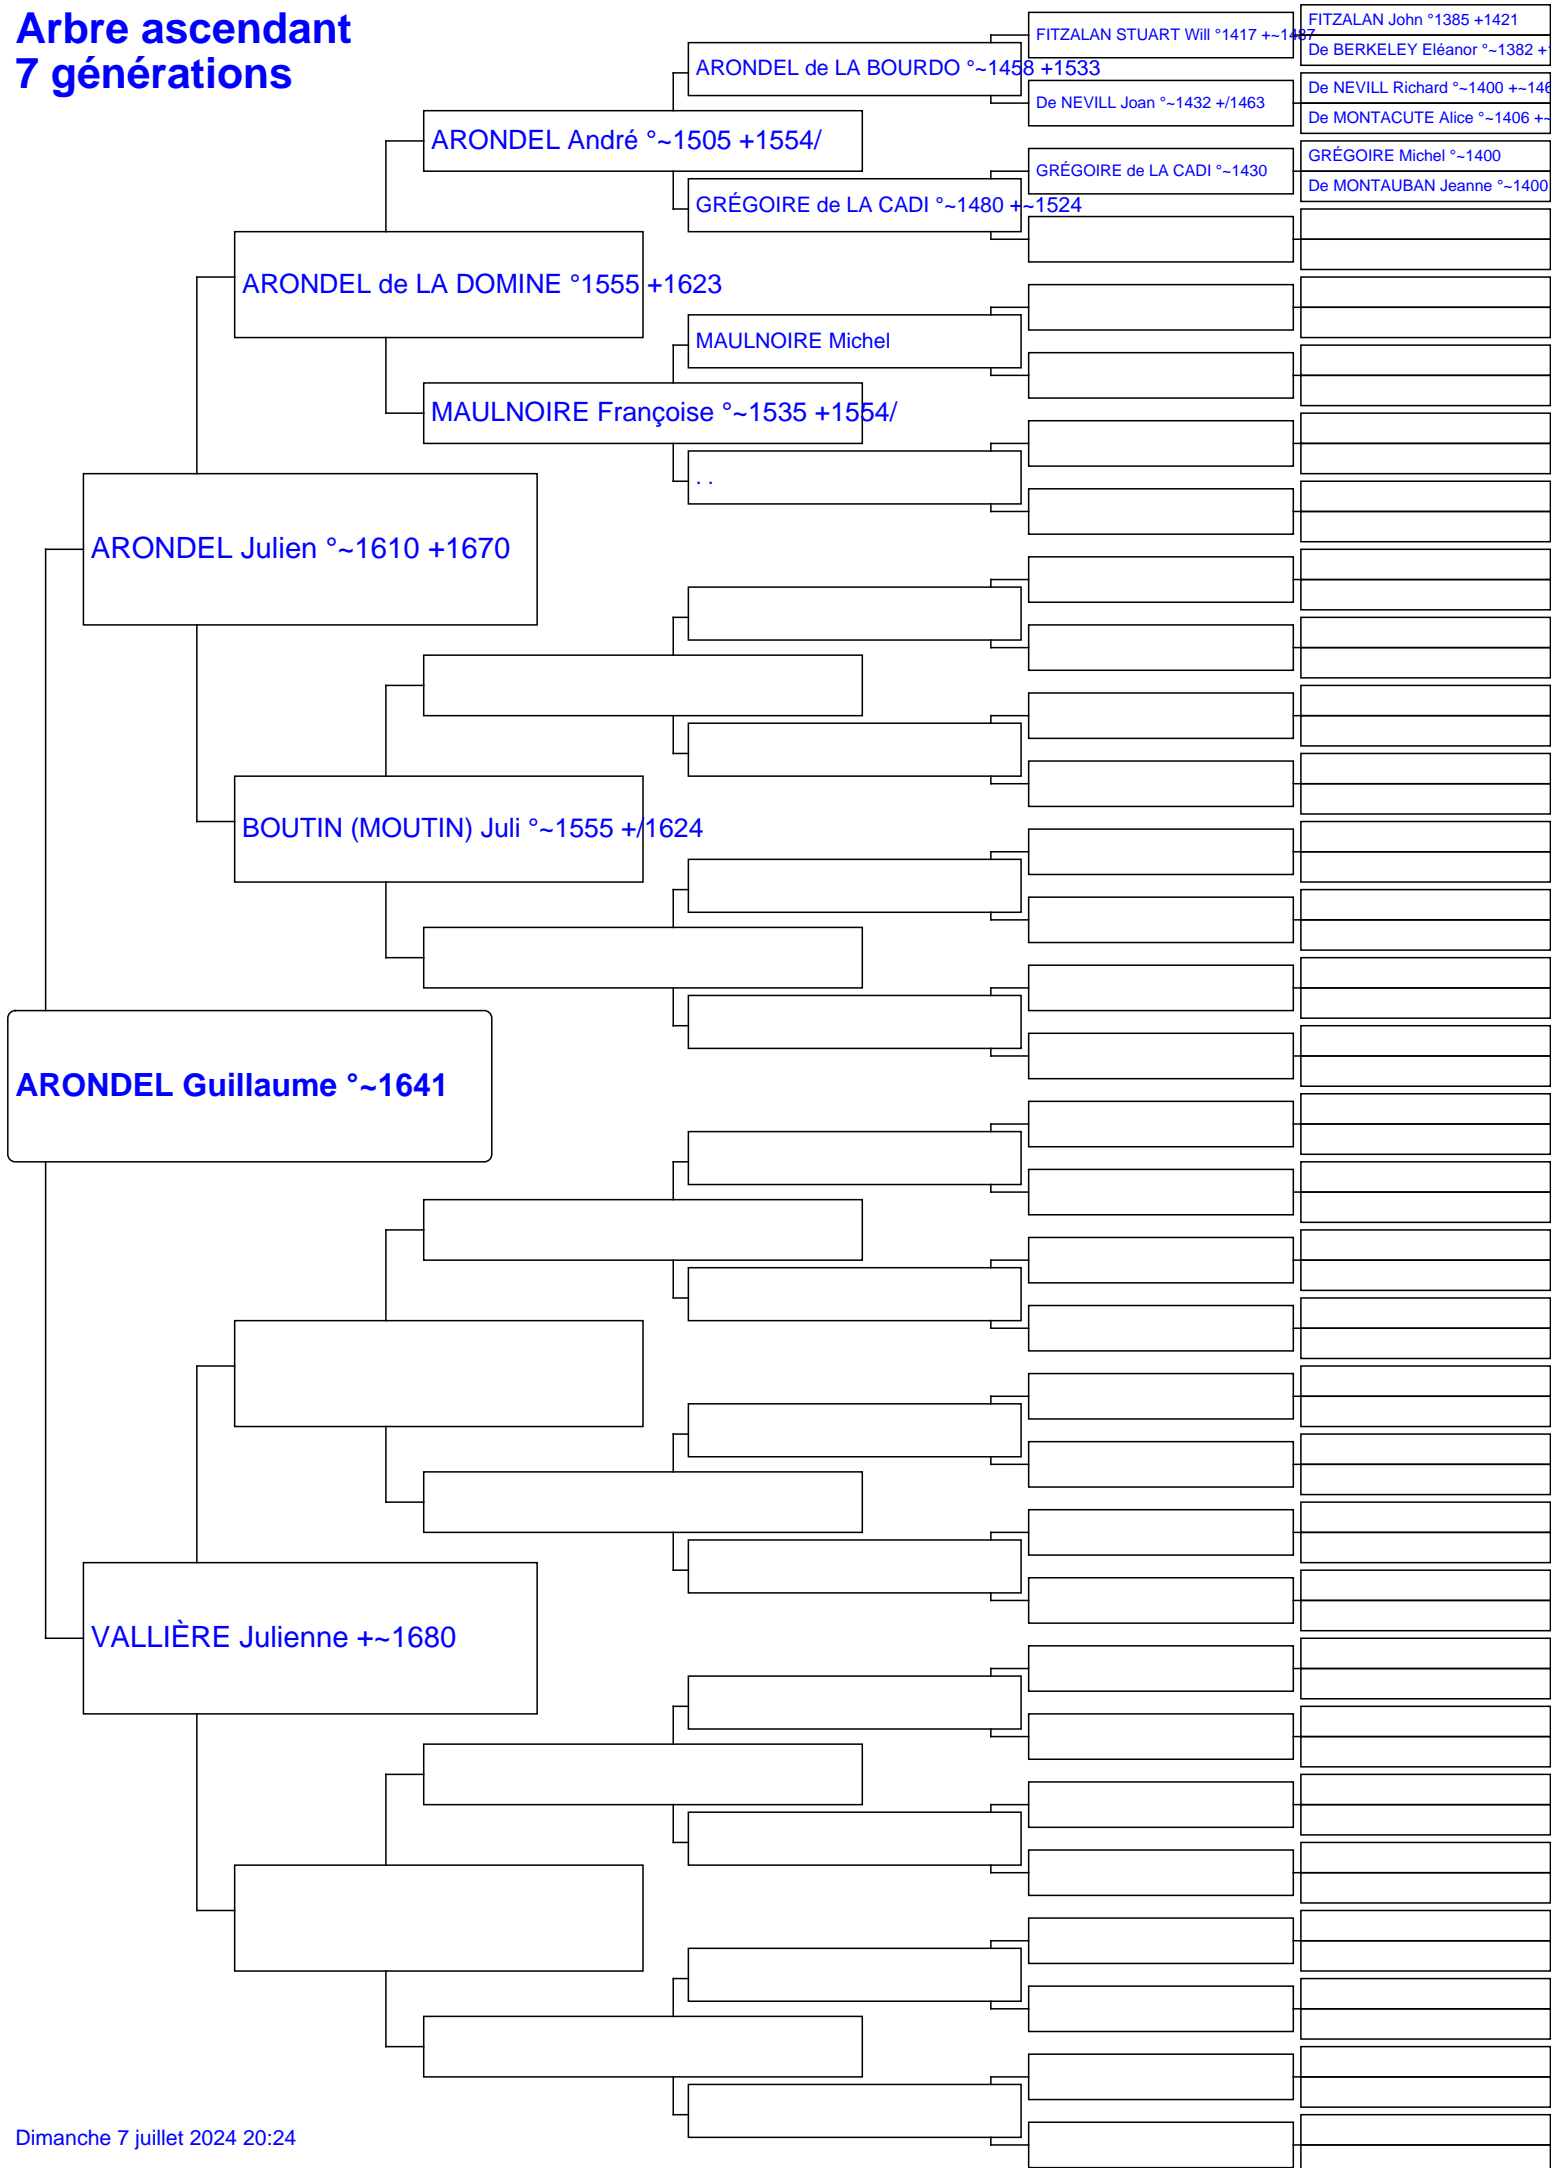 Arbre ascendant
7 générations
FITZALAN John °1385 +1421
FITZALAN STUART Will °1417 +~1487
De BERKELEY Eléanor °~1382 +
ARONDEL de LA BOURDO °~1458 +1533
De NEVILL Richard °~1400 +~146
De NEVILL Joan °~1432 +/1463
De MONTACUTE Alice °~1406 +~
ARONDEL André °~1505 +1554/
GRÉGOIRE Michel °~1400
GRÉGOIRE de LA CADI °~1430
De MONTAUBAN Jeanne °~1400
GRÉGOIRE de LA CADI °~1480 +~1524
ARONDEL de LA DOMINE °1555 +1623
MAULNOIRE Michel
MAULNOIRE Françoise °~1535 +1554/
. .
ARONDEL Julien °~1610 +1670
BOUTIN (MOUTIN) Juli °~1555 +/1624
ARONDEL Guillaume °~1641
VALLIÈRE Julienne +~1680
Dimanche 7 juillet 2024 20:24